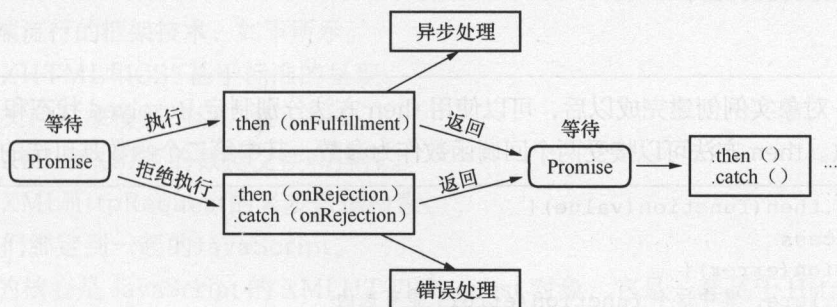 异步处理
等待
执行
.then（onFulfillment）
返回
等待
Promise
拒绝执行
.then（onRejection）
.catch（onRejection）
返回
Promise
.then（）
.catch（）
...
错误处理